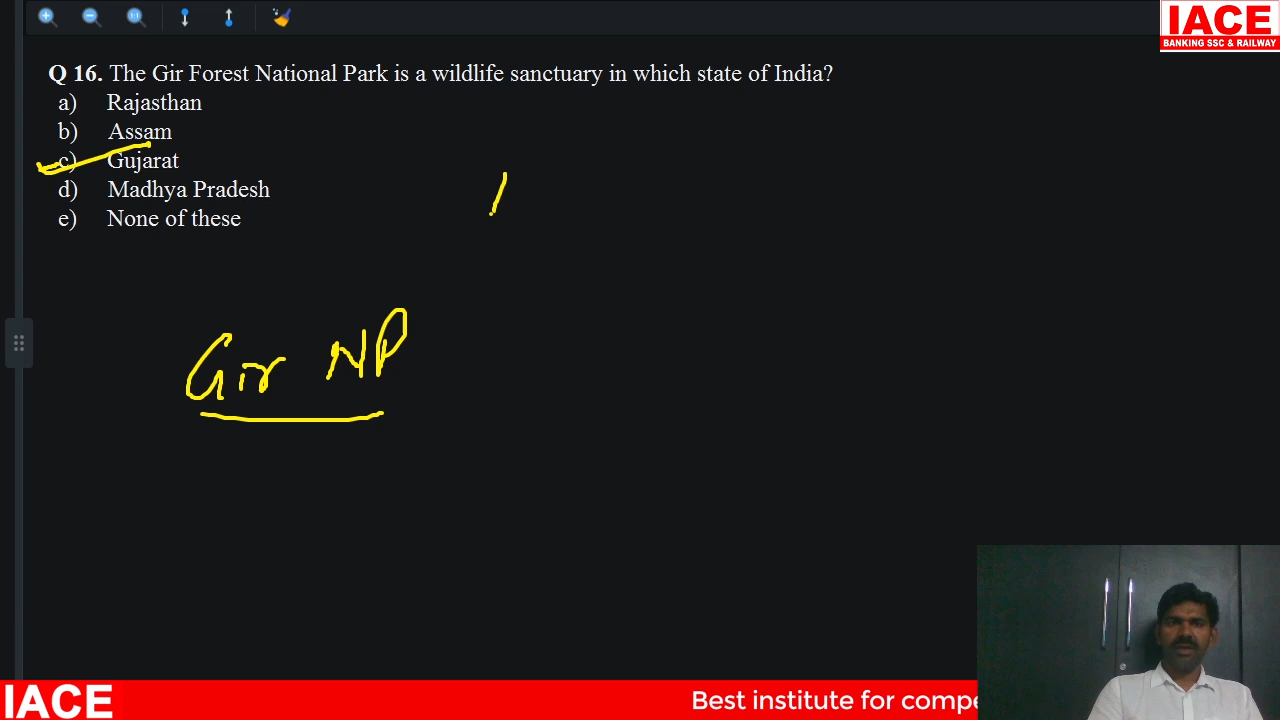 IACE
BANKING SSC & RAILWAY
Q 16. The Gir Forest National Park is a wildlife sanctuary in which state of India?
a) Rajasthan
b) Assam
c) Gujarat
d) Madhya Pradesh
e) None of these
Gir NP
IACE
Best institute for compe